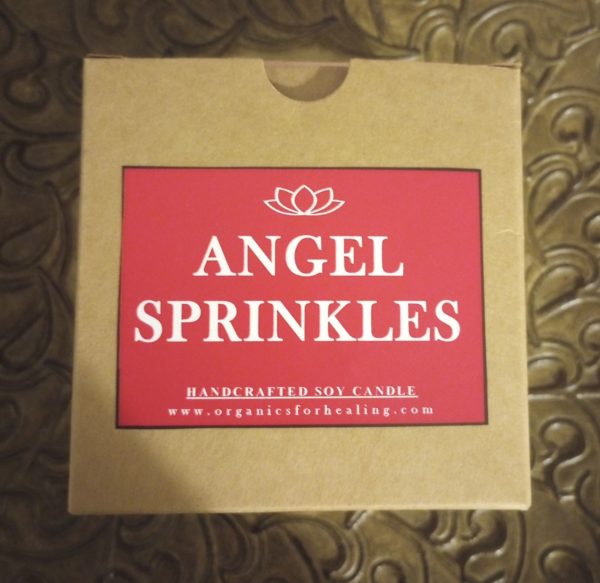 ANGEL
SPRINKLES
HANDCRAFTED SOY CANDLE
www.organicsforhealing.com